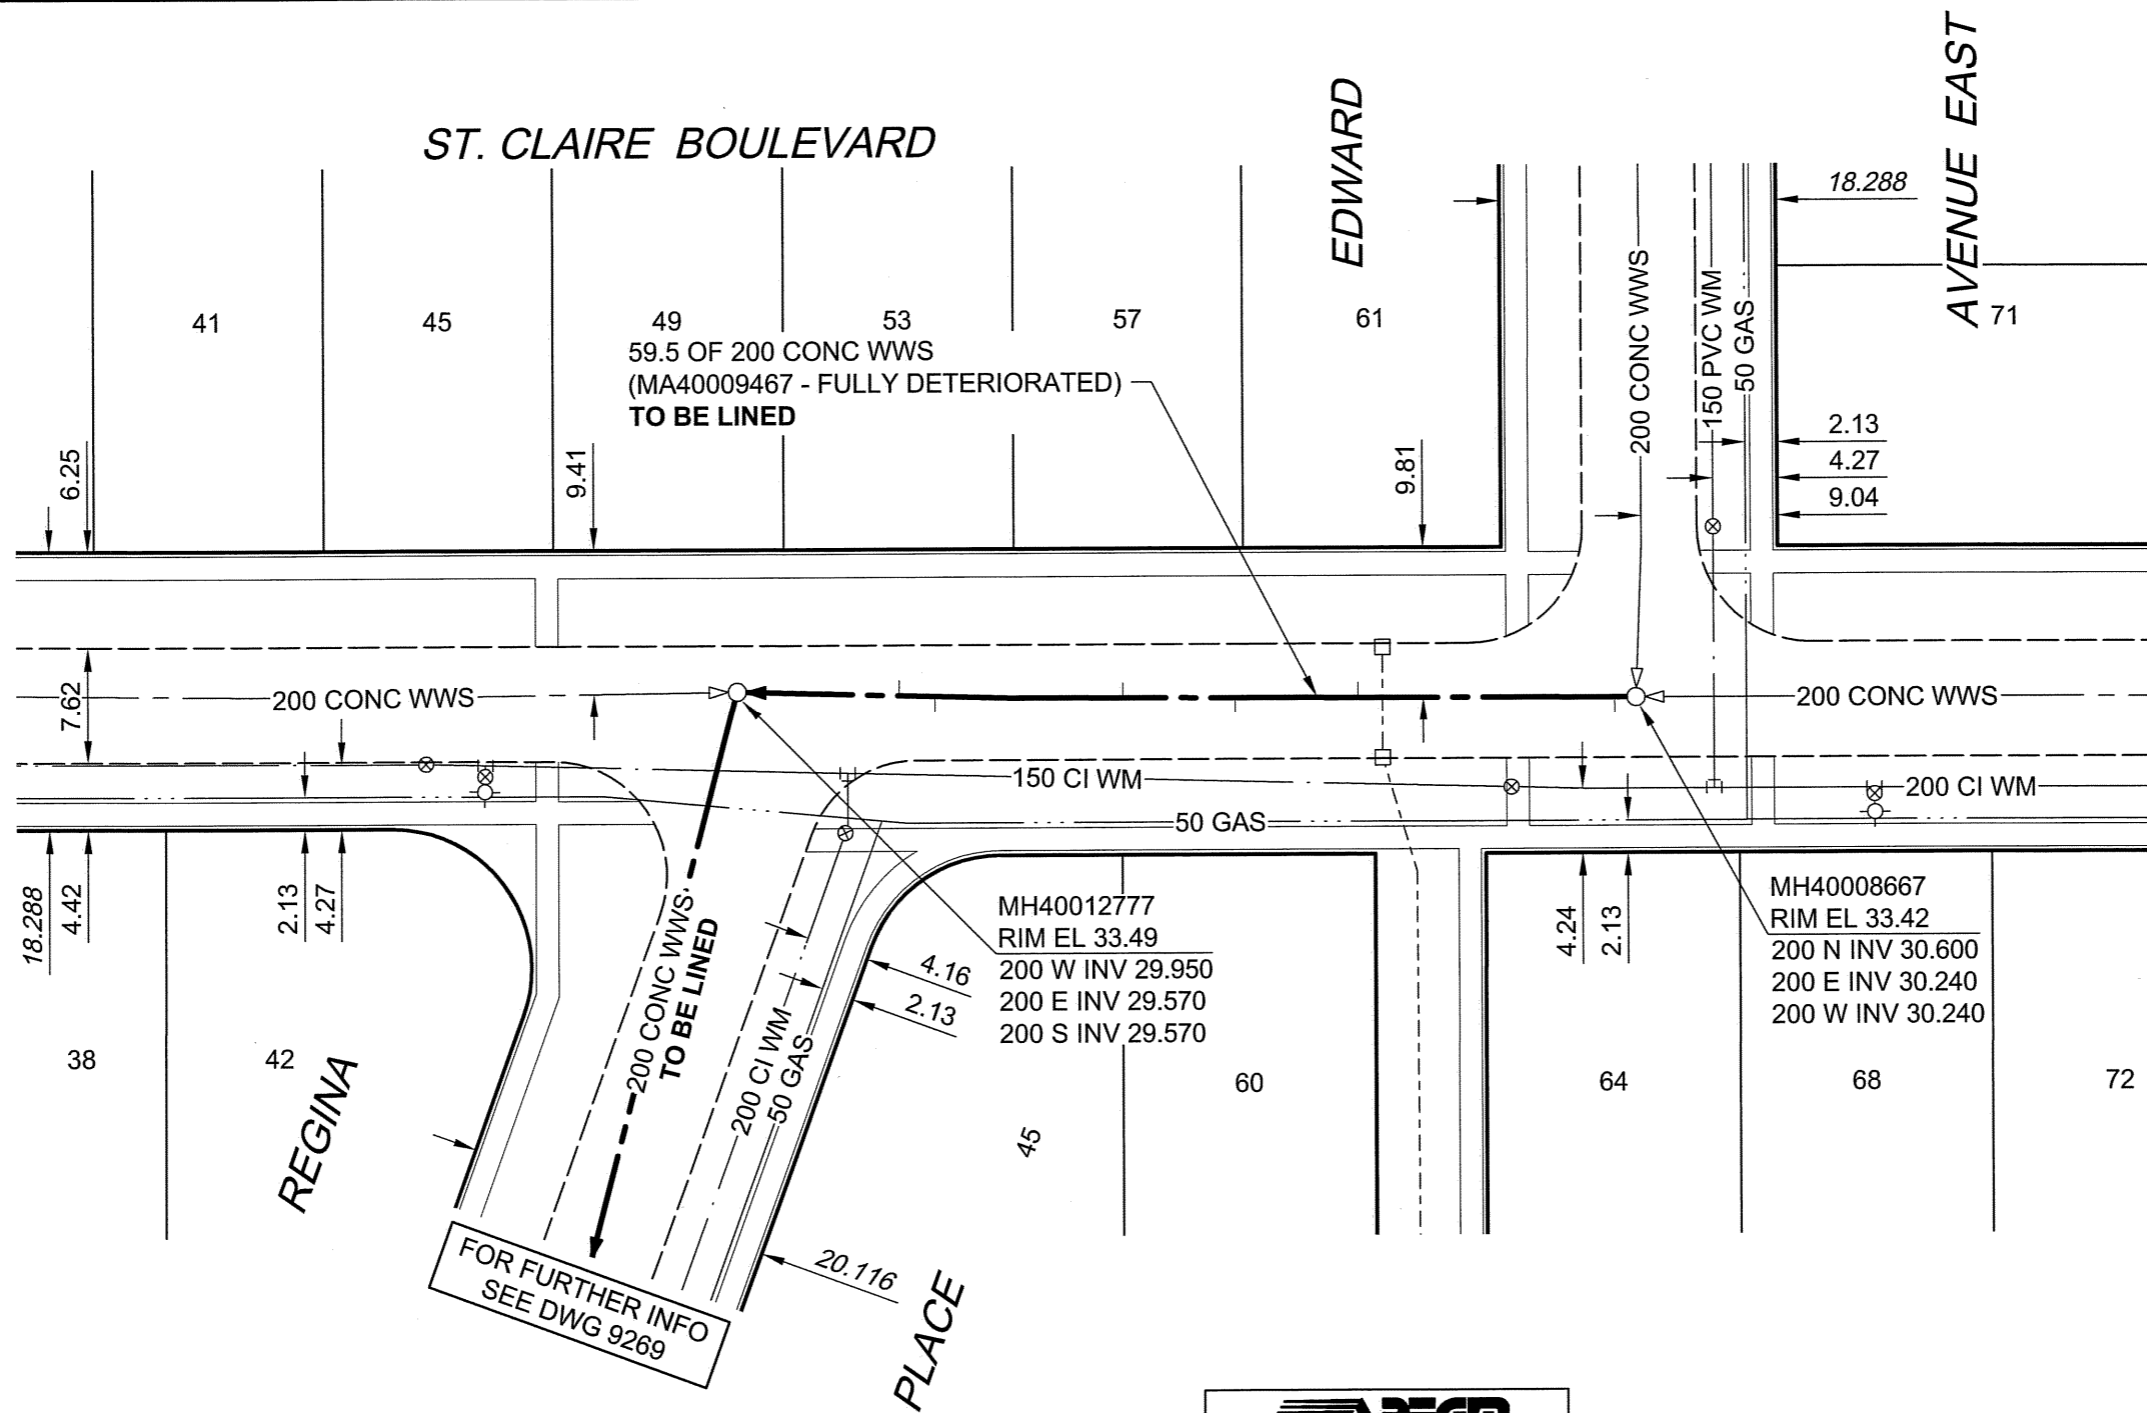 ST. CLAIRE BOULEVARD
EDWARD
AVENUE EAST
18.288
41
45
49
53
57
61
71
59.5 OF 200 CONC WWS
(MA40009467 - FULLY DETERIORATED)
TO BE LINED
200 CONC WWS
150 PVC WM
50 GAS
6.25
9.41
9.81
2.13
4.27
9.04
7.62
200 CONC WWS
200 CONC WWS
150 CI WM
200 CI WM
50 GAS
18.288
4.42
2.13
4.27
MH40012777
RIM EL 33.49
200 W INV 29.950
200 E INV 29.570
200 S INV 29.570
4.24
2.13
MH40008667
RIM EL 33.42
200 N INV 30.600
200 E INV 30.240
200 W INV 30.240
4.16
2.13
200 CONC WWS
TO BE LINED
200 CI WM
50 GAS
38
42
REGINA
45
60
64
68
72
20.116
PLACE
FOR FURTHER INFO
SEE DWG 9269